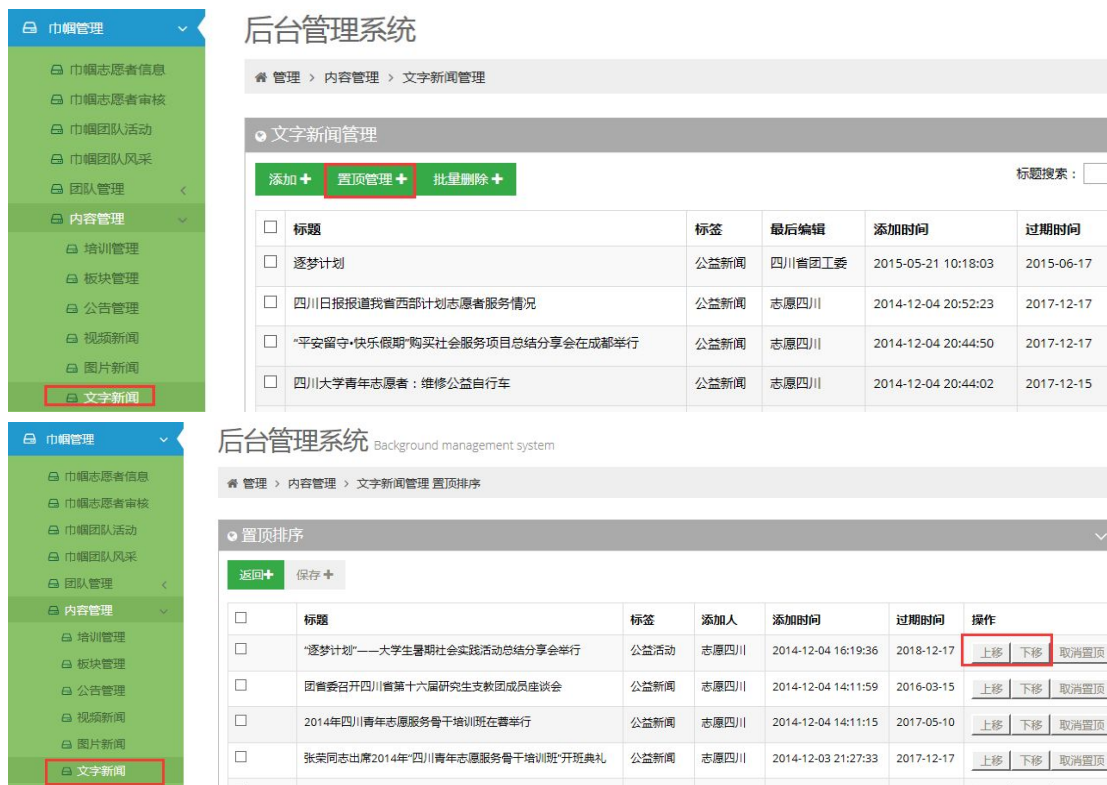 巾帼管理
巾帼志愿者信息
巾帼志愿者审核
巾帼团队活动
巾帼团队风采
团队管理
内容管理
培训管理
板块管理
公告管理
视频新闻
图片新闻
文字新闻
后台管理系统
管理 > 内容管理 > 文字新闻管理
文字新闻管理
添加+ 置顶管理+ 批量删除+ 标题搜索：
标题 标签 最后编辑 添加时间 过期时间
逐梦计划 公益新闻 四川省团工委 2015-05-21 10:18:03 2015-06-17
四川日报报道我省西部计划志愿者服务情况 公益新闻 志愿四川 2014-12-04 20:52:23 2017-12-17
“平安留守•快乐假期”购买社会服务项目总结分享会在成都举行 公益新闻 志愿四川 2014-12-04 20:44:50 2017-12-17
四川大学青年志愿者：维修公益自行车 公益新闻 志愿四川 2014-12-04 20:44:02 2017-12-15
巾帼管理
巾帼志愿者信息
巾帼志愿者审核
巾帼团队活动
巾帼团队风采
团队管理
内容管理
培训管理
板块管理
公告管理
视频新闻
图片新闻
文字新闻
后台管理系统 Background management system
管理 > 内容管理 > 文字新闻管理 置顶排序
置顶排序
返回+ 保存+
标题 标签 添加人 添加时间 过期时间 操作
“逐梦计划”——大学生暑期社会实践活动总结分享会举行 公益活动 志愿四川 2014-12-04 16:19:36 2018-12-17 上移 下移 取消置顶
团省委召开四川省第十六届研究生支教团成员座谈会 公益新闻 志愿四川 2014-12-04 14:11:59 2016-03-15 上移 下移 取消置顶
2014年四川青年志愿服务骨干培训班在蓉举行 公益新闻 志愿四川 2014-12-04 14:11:15 2017-05-10 上移 下移 取消置顶
张荣同志出席2014年“四川青年志愿服务骨干培训班”开班典礼 公益新闻 志愿四川 2014-12-03 21:27:33 2017-12-17 上移 下移 取消置顶